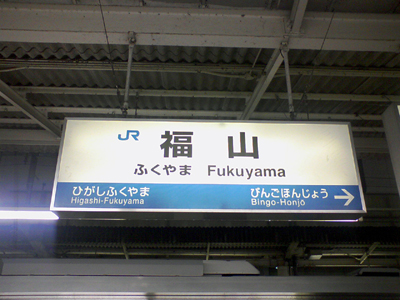 JR 福山
ふくやま Fukuyama
ひがしふくやま びんごほんじょう
Higashi-Fukuyama Bingo-Honjō